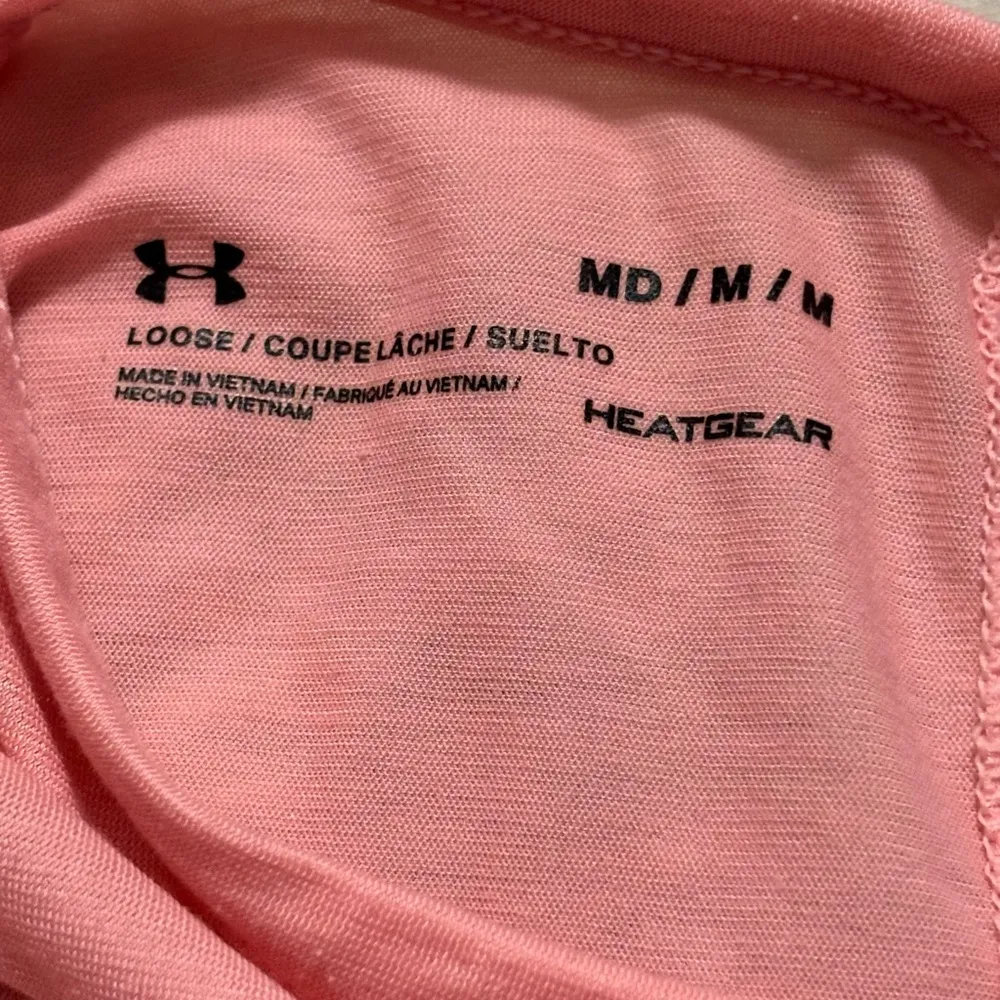 MD / M / M
LOOSE / COUPE LÂCHE / SUELTO
MADE IN VIETNAM / FABRIQUÉ AU VIETNAM /
HECHO EN VIETNAM
HEATGEAR